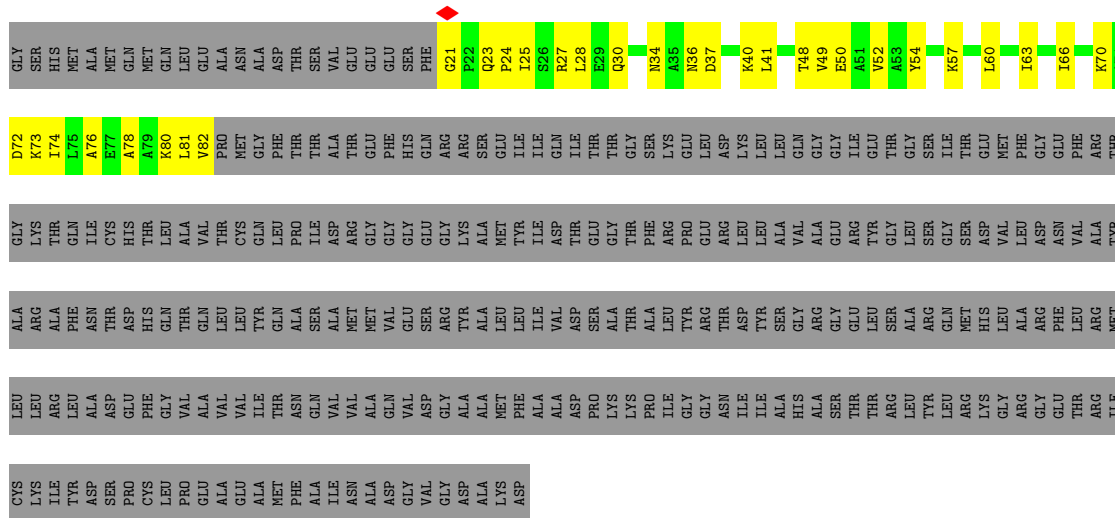 GLY SER HIS MET ALA MET GLN MET GLN LEU GLU ALA ASN ALA ASP THR SER VAL GLU GLU GLU SER PHE G21 P22 Q23 P24 I25 S26 R27 L28 E29 Q30 N34 A35 N36 D37 K40 L41 T48 V49 E50 A51 V52 A53 Y54 K57 L60 I63 I66 K70
D72 K73 I74 L75 A76 E77 A78 A79 K80 L81 V82 PRO MET GLY PHE THR THR ALA THR GLU PHE HIS GLN ARG ARG SER GLU ILE ILE GLN ILE THR THR GLY SER LYS GLU LEU ASP LYS LEU LEU GLN GLY GLY ILE GLU THR GLY SER ILE THR GLU MET PHE GLY GLU PHE ARG THR
GLY LYS THR GLN ILE CYS HIS THR LEU ALA VAL THR CYS GLN LEU PRO ILE ASP ARG GLY GLY GLY GLU GLY LYS ALA MET TYR ILE ASP THR GLU GLY THR PHE ARG PRO GLU ARG LEU LEU ALA VAL ALA GLU ARG TYR GLY LEU SER GLY SER ASP VAL LEU ASP ASN VAL ALA TYR
ALA ARG ALA PHE ASN THR ASP HIS GLN THR GLN LEU LEU TYR GLN ALA SER ALA MET MET VAL GLU SER ARG TYR ALA LEU LEU ILE VAL ASP SER ALA THR ALA LEU TYR ARG THR ASP TYR SER GLY ARG GLY GLU LEU SER ALA ARG GLN MET HIS LEU ALA ARG PHE LEU ARG MET
LEU LEU ARG LEU ALA ASP GLU PHE GLY VAL ALA VAL VAL ILE THR ASN GLN VAL VAL ALA GLN VAL ASP GLY ALA ALA MET PHE ALA ALA ASP PRO LYS LYS PRO ILE GLY GLY ASN ILE ILE ALA HIS ALA SER THR THR ARG LEU TYR LEU ARG LYS GLY ARG GLY GLU THR ARG ILE
CYS LYS ILE TYR ASP SER PRO CYS LEU PRO GLU ALA GLU ALA MET PHE ALA ILE ASN ALA ASP GLY VAL GLY ASP ALA LYS ASP